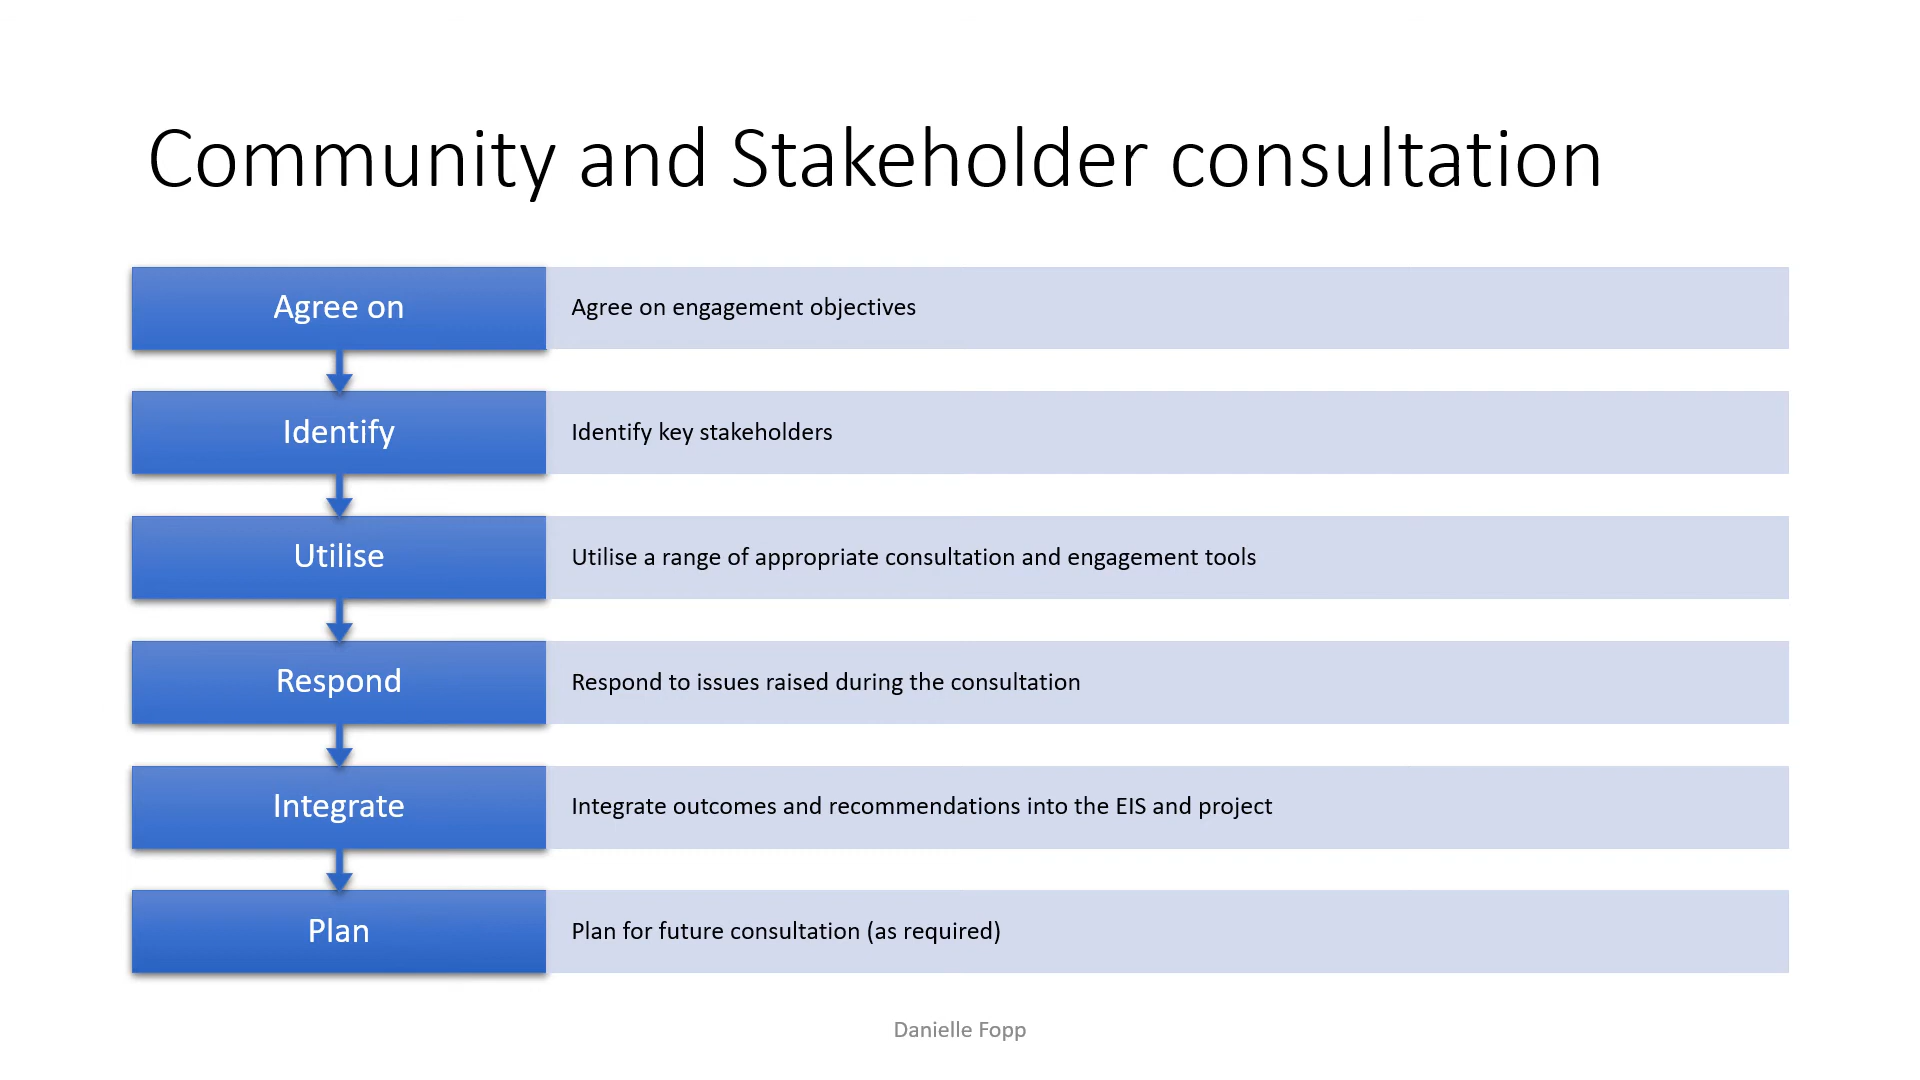 Community and Stakeholder consultation
Agree on
Agree on engagement objectives
Identify
Identify key stakeholders
Utilise
Utilise a range of appropriate consultation and engagement tools
Respond
Respond to issues raised during the consultation
Integrate
Integrate outcomes and recommendations into the EIS and project
Plan
Plan for future consultation (as required)
Danielle Fopp